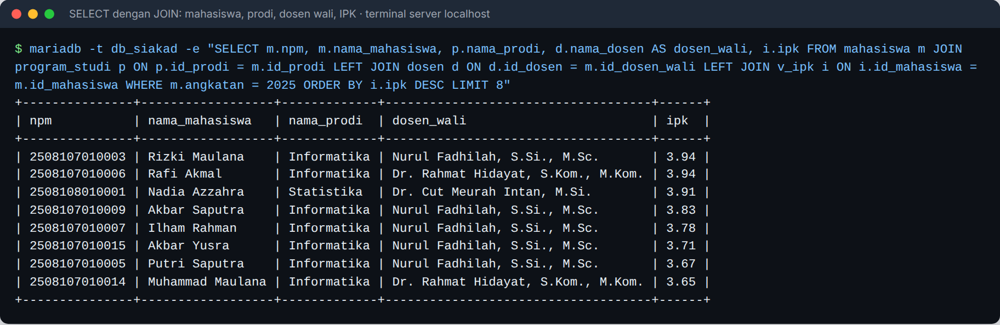 SELECT dengan JOIN: mahasiswa, prodi, dosen wali, IPK · terminal server localhost
$ mariadb -t db_siakad -e "SELECT m.npm, m.nama_mahasiswa, p.nama_prodi, d.nama_dosen AS dosen_wali, i.ipk FROM mahasiswa m JOIN
program_studi p ON p.id_prodi = m.id_prodi LEFT JOIN dosen d ON d.id_dosen = m.id_dosen_wali LEFT JOIN v_ipk i ON i.id_mahasiswa =
m.id_mahasiswa WHERE m.angkatan = 2025 ORDER BY i.ipk DESC LIMIT 8"
+---------------+------------------+-------------+-----------------------------------+------+
| npm           | nama_mahasiswa   | nama_prodi  | dosen_wali                        | ipk  |
+---------------+------------------+-------------+-----------------------------------+------+
| 2508107010003 | Rizki Maulana    | Informatika | Nurul Fadhilah, S.Si., M.Sc.       | 3.94 |
| 2508107010006 | Rafi Akmal       | Informatika | Dr. Rahmat Hidayat, S.Kom., M.Kom. | 3.94 |
| 2508108010001 | Nadia Azzahra    | Statistika  | Dr. Cut Meurah Intan, M.Si.        | 3.91 |
| 2508107010009 | Akbar Saputra    | Informatika | Nurul Fadhilah, S.Si., M.Sc.       | 3.83 |
| 2508107010007 | Ilham Rahman     | Informatika | Nurul Fadhilah, S.Si., M.Sc.       | 3.78 |
| 2508107010015 | Akbar Yusra      | Informatika | Nurul Fadhilah, S.Si., M.Sc.       | 3.71 |
| 2508107010005 | Putri Saputra    | Informatika | Nurul Fadhilah, S.Si., M.Sc.       | 3.67 |
| 2508107010014 | Muhammad Maulana | Informatika | Dr. Rahmat Hidayat, S.Kom., M.Kom. | 3.65 |
+---------------+------------------+-------------+-----------------------------------+------+